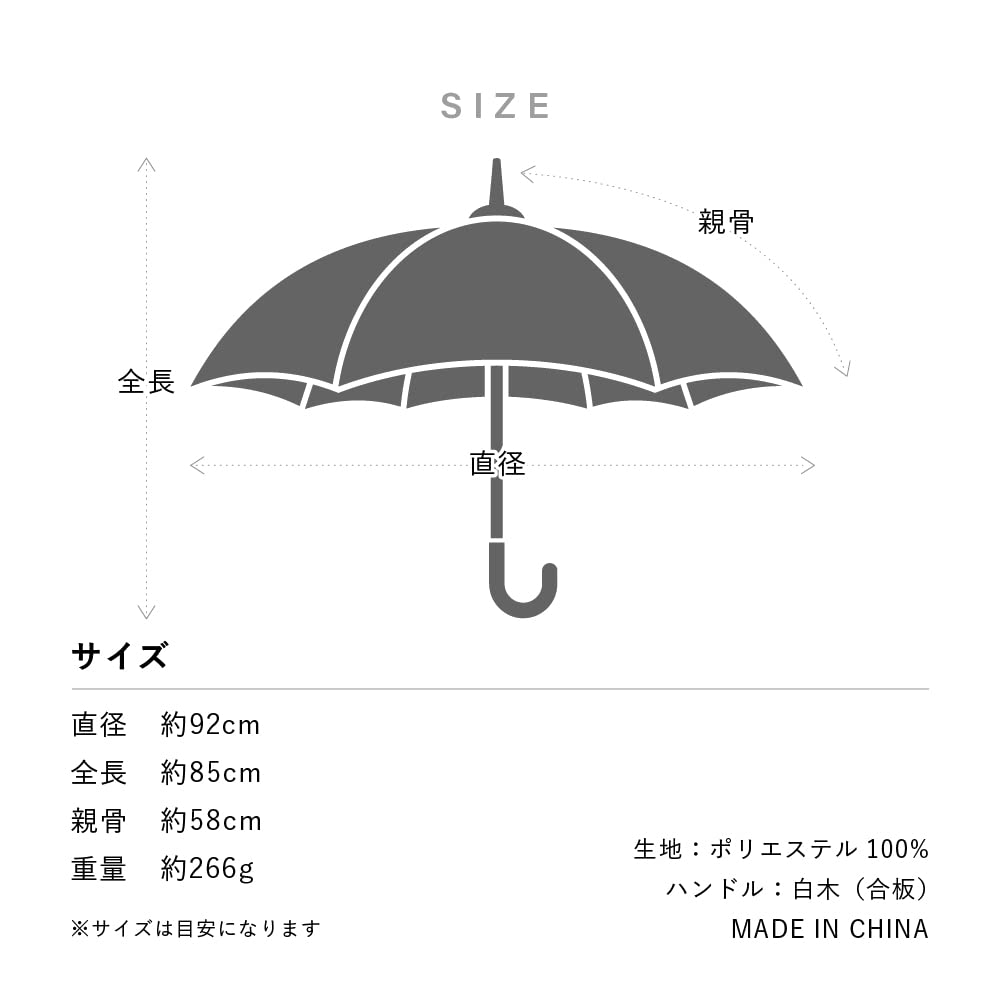 SIZE
親骨
全長
直径
サイズ
直径　約92cm
全長　約85cm
親骨　約58cm
重量　約266g
※サイズは目安になります
生地：ポリエステル 100%
ハンドル：白木（合板）
MADE IN CHINA